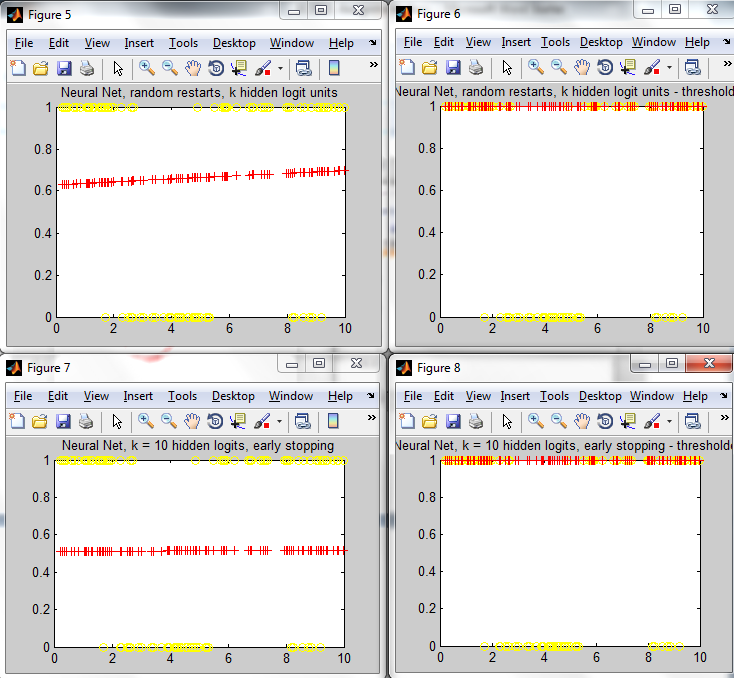 Figure 5
File Edit View Insert Tools Desktop Window Help
Neural Net, random restarts, k hidden logit units
1
0.8
0.6
0.4
0.2
0
0 2 4 6 8 10
Figure 6
File Edit View Insert Tools Desktop Window Help
Neural Net, random restarts, k hidden logit units - threshold
1
0.8
0.6
0.4
0.2
0
0 2 4 6 8 10
Figure 7
File Edit View Insert Tools Desktop Window Help
Neural Net, k = 10 hidden logits, early stopping
1
0.8
0.6
0.4
0.2
0
0 2 4 6 8 10
Figure 8
File Edit View Insert Tools Desktop Window Help
Neural Net, k = 10 hidden logits, early stopping - threshold
1
0.8
0.6
0.4
0.2
0
0 2 4 6 8 10